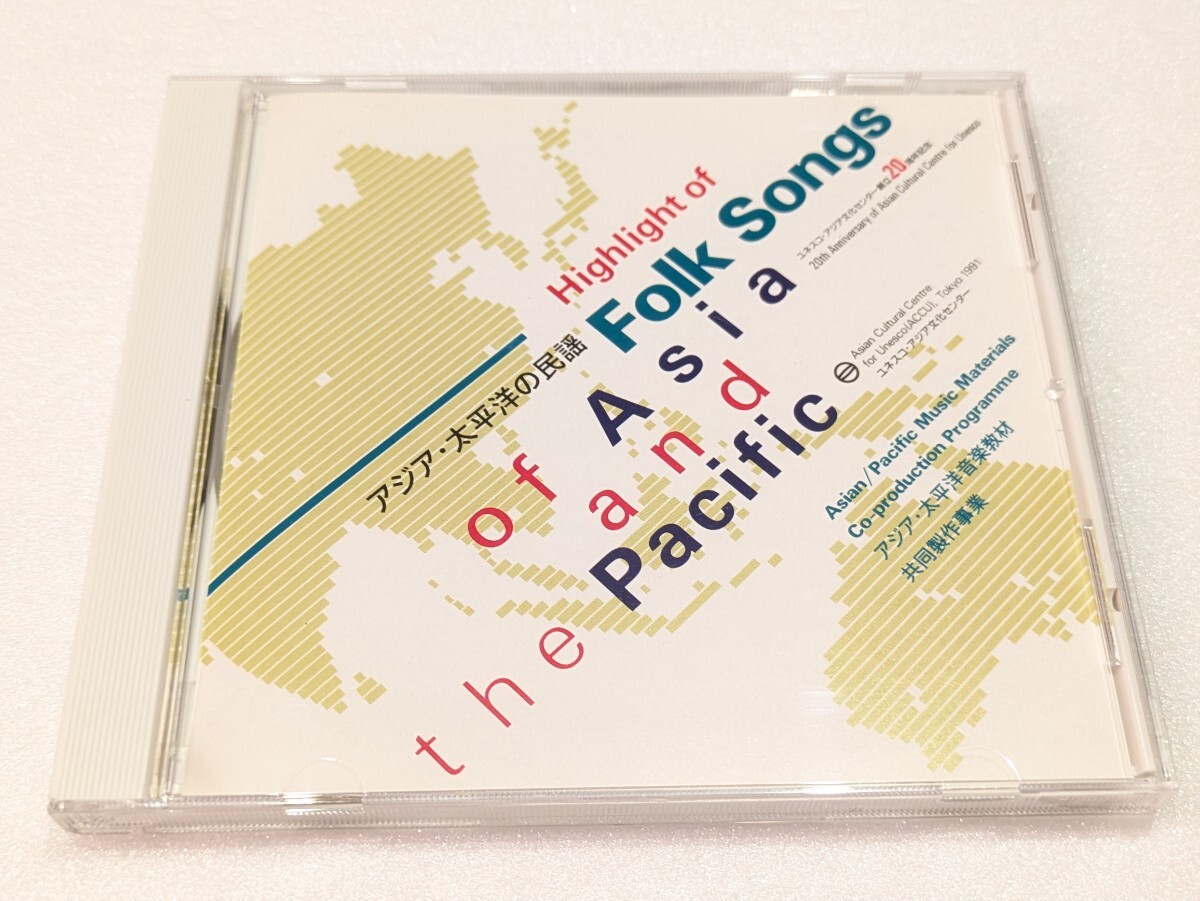 Highlight of
Folk Songs
of Asia
and
the Pacific
アジア・太平洋の民謡
ユネスコ・アジア文化センター創立20周年記念
20th Anniversary of Asian Cultural Centre for Unesco
Asian Cultural Centre
for Unesco(ACCU), Tokyo 1991
ユネスコ・アジア文化センター
Asian/Pacific Music Materials
Co-production Programme
アジア・太平洋音楽教材
共同製作事業